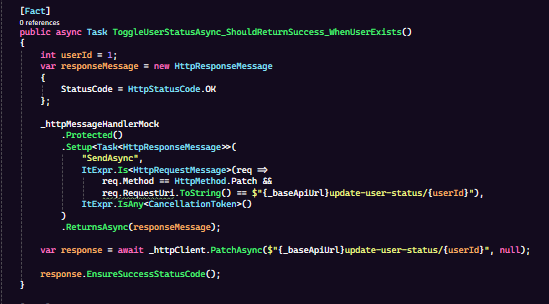 [Fact]
0 references
public async Task ToggleUserStatusAsync_ShouldReturnSuccess_WhenUserExists()
{
int userId = 1;
var responseMessage = new HttpResponseMessage
{
StatusCode = HttpStatusCode.OK
};
_httpMessageHandlerMock
.Protected()
.Setup<Task<HttpResponseMessage>>(
"SendAsync",
ItExpr.Is<HttpRequestMessage>(req =>
req.Method == HttpMethod.Patch &&
req.RequestUri.ToString() == $"{_baseApiUrl}update-user-status/{userId}"),
ItExpr.IsAny<CancellationToken>()
)
.ReturnsAsync(responseMessage);
var response = await _httpClient.PatchAsync($"{_baseApiUrl}update-user-status/{userId}", null);
response.EnsureSuccessStatusCode();
}